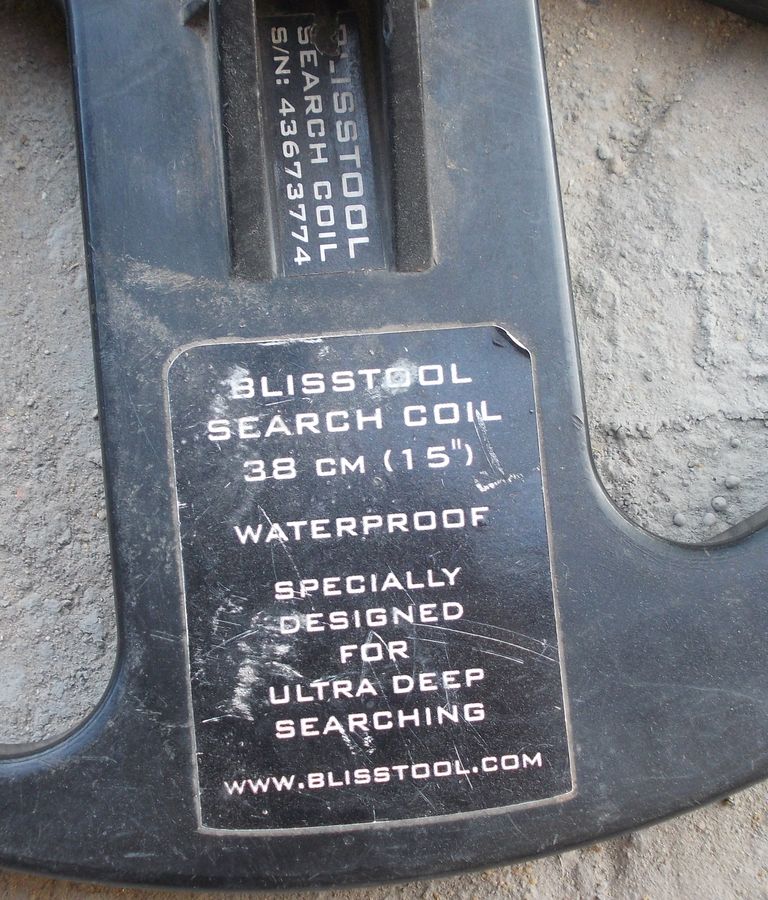 BLISSTOOL
SEARCH COIL
S/N: 43673774
BLISSTOOL
SEARCH COIL
38 CM (15")
WATERPROOF
SPECIALLY
DESIGNED
FOR
ULTRA DEEP
SEARCHING
WWW.BLISSTOOL.COM